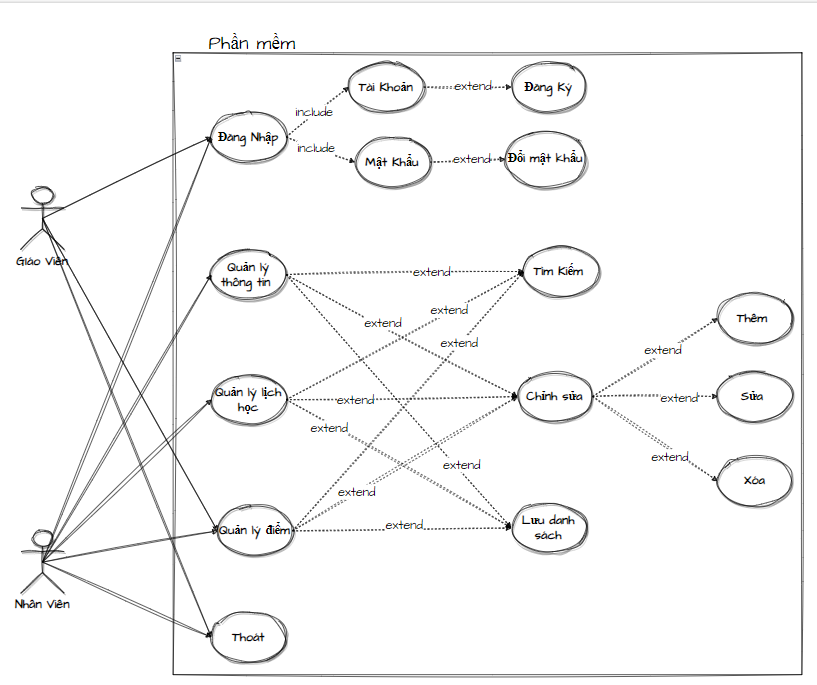 Phần mềm
Tài Khoản
extend
Đăng Ký
include
Đăng Nhập
include
Mật Khẩu
extend
Đổi mật khẩu
Giáo Viên
Quản lý
thông tin
extend
Tìm Kiếm
extend
extend
extend
Thêm
extend
Quản lý lịch
học
extend
Chỉnh sửa
extend
Sửa
extend
extend
extend
Xóa
extend
Quản lý điểm
extend
Lưu danh
sách
Nhân Viên
Thoát